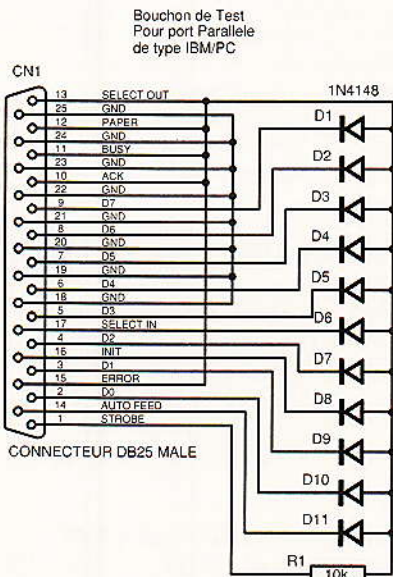 Bouchon de Test
Pour port Parallele
de type IBM/PC
CN1
1N4148
13 SELECT OUT
25 GND
12 PAPER
24 GND
11 BUSY
23 GND
10 ACK
22 GND
9 D7
21 GND
8 D6
20 GND
7 D5
19 GND
6 D4
18 GND
5 D3
17 SELECT IN
4 D2
16 INIT
3 D1
15 ERROR
2 D0
14 AUTO FEED
1 STROBE
D1
D2
D3
D4
D5
D6
D7
D8
D9
D10
D11
CONNECTEUR DB25 MALE
R1
10k